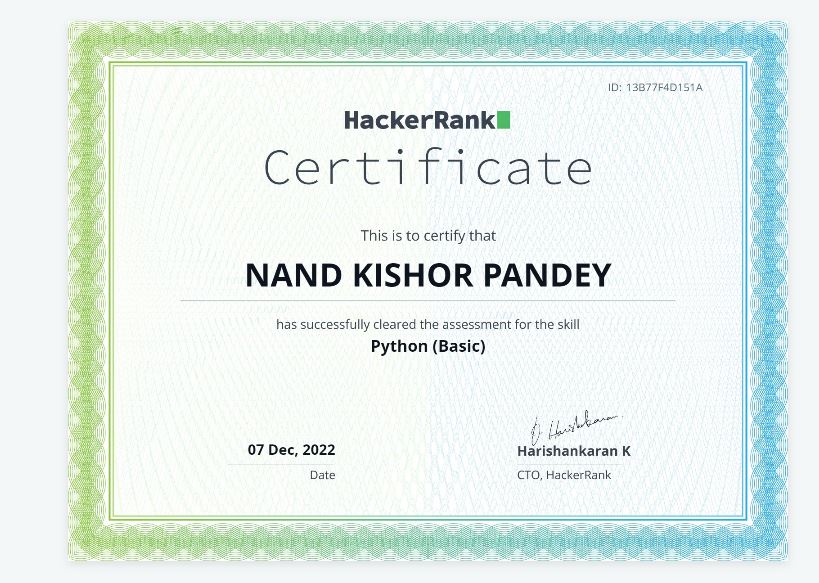 ID: 13B77F4D151A
HackerRank
Certificate
This is to certify that
NAND KISHOR PANDEY
has successfully cleared the assessment for the skill
Python (Basic)
07 Dec, 2022
Date
Harishankaran K
CTO, HackerRank